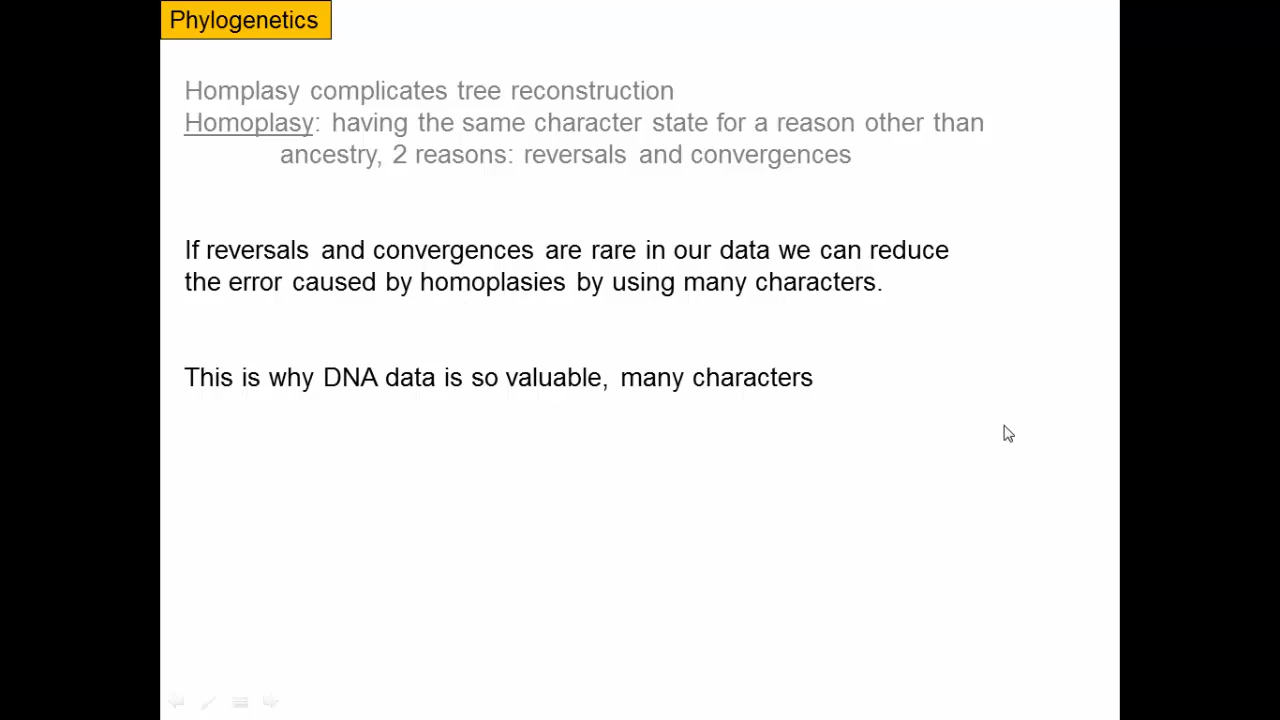 Phylogenetics
Homplasy complicates tree reconstruction
Homoplasy: having the same character state for a reason other than
ancestry, 2 reasons: reversals and convergences
If reversals and convergences are rare in our data we can reduce
the error caused by homoplasies by using many characters.
This is why DNA data is so valuable, many characters